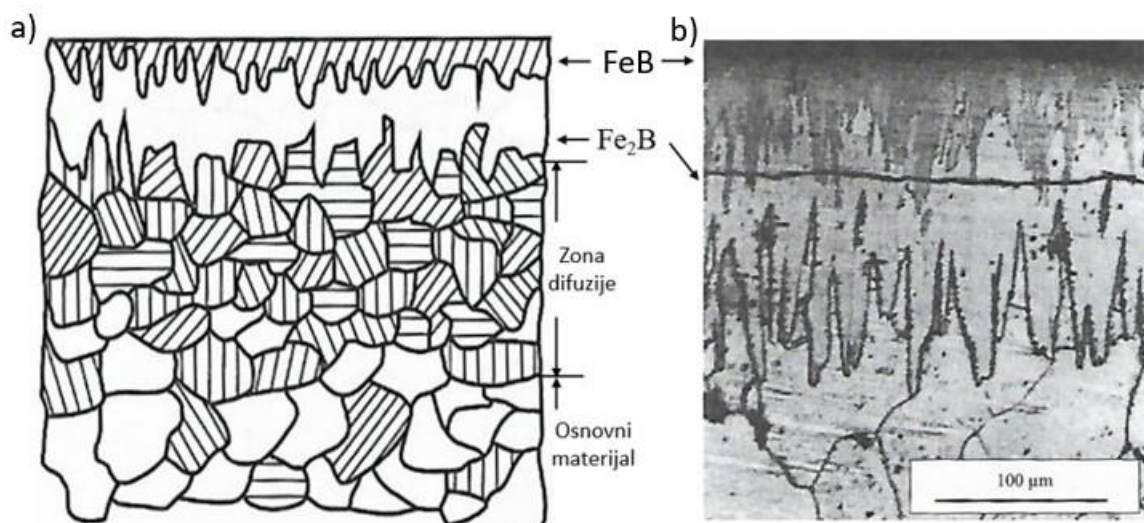 a)
FeB
b)
Fe₂B
Zona
difuzije
Osnovni
materijal
100 μm